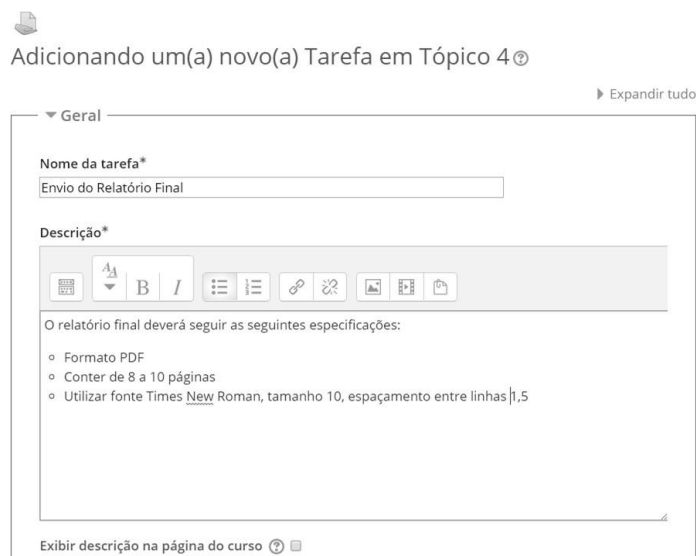 Adicionando um(a) novo(a) Tarefa em Tópico 4
Expandir tudo
Geral
Nome da tarefa*
Envio do Relatório Final
Descrição*
O relatório final deverá seguir as seguintes especificações:
Formato PDF
Conter de 8 a 10 páginas
Utilizar fonte Times New Roman, tamanho 10, espaçamento entre linhas 1,5
Exibir descrição na página do curso